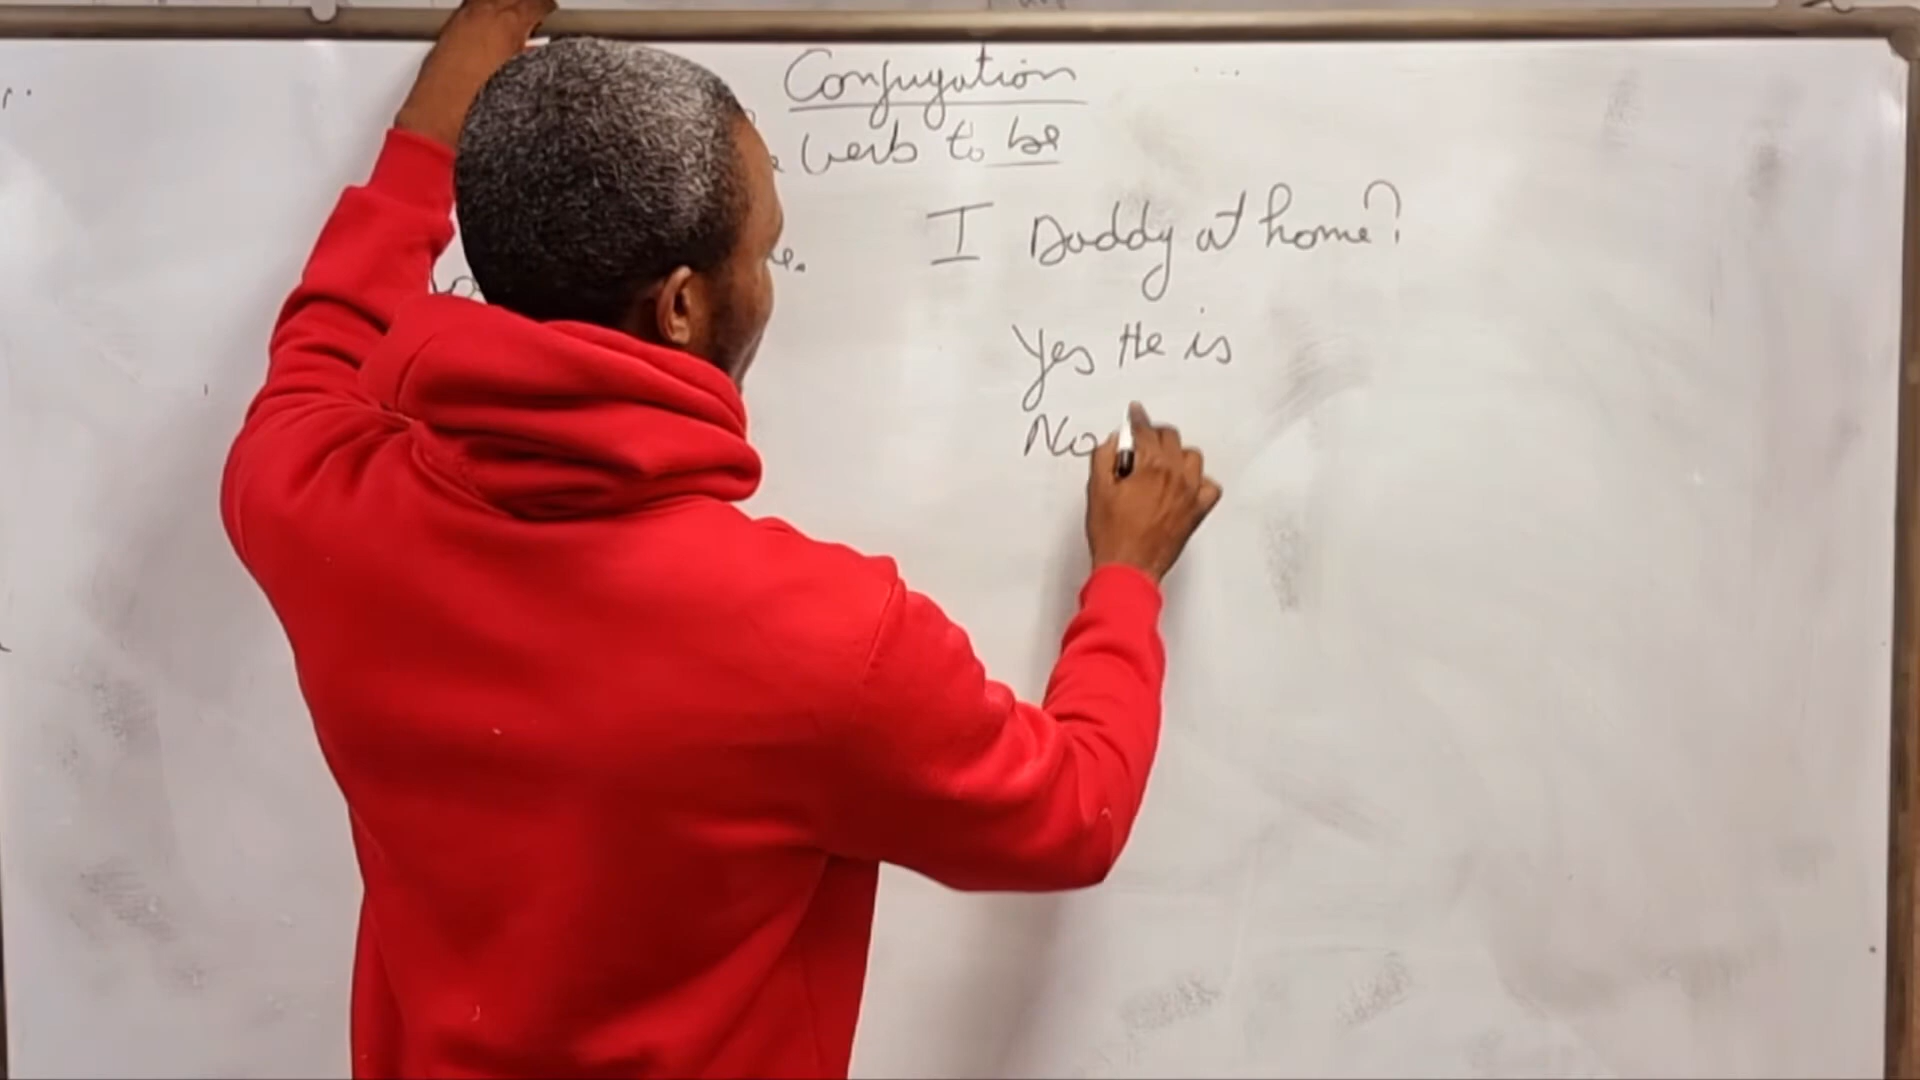 Conjugation
Verb to be
I Daddy at home?
Yes He is
No